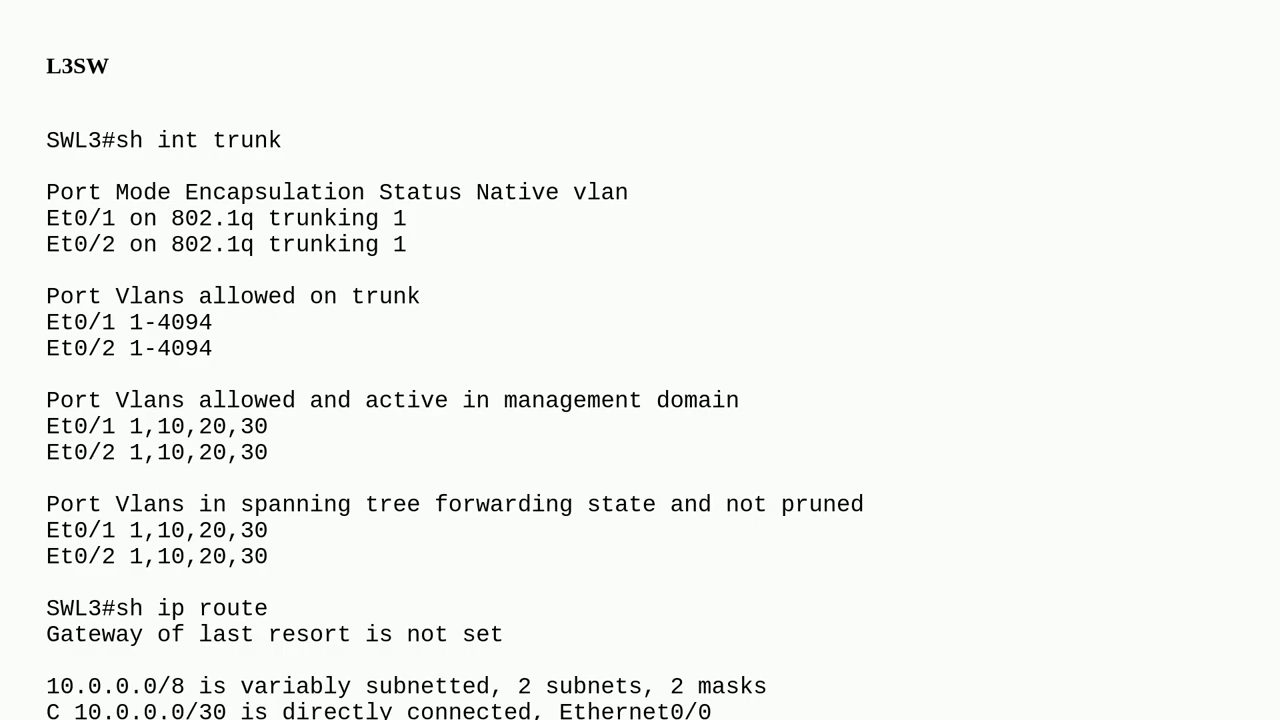 L3SW
SWL3#sh int trunk
Port Mode Encapsulation Status Native vlan
Et0/1 on 802.1q trunking 1
Et0/2 on 802.1q trunking 1
Port Vlans allowed on trunk
Et0/1 1-4094
Et0/2 1-4094
Port Vlans allowed and active in management domain
Et0/1 1,10,20,30
Et0/2 1,10,20,30
Port Vlans in spanning tree forwarding state and not pruned
Et0/1 1,10,20,30
Et0/2 1,10,20,30
SWL3#sh ip route
Gateway of last resort is not set
10.0.0.0/8 is variably subnetted, 2 subnets, 2 masks
C 10.0.0.0/30 is directly connected, Ethernet0/0